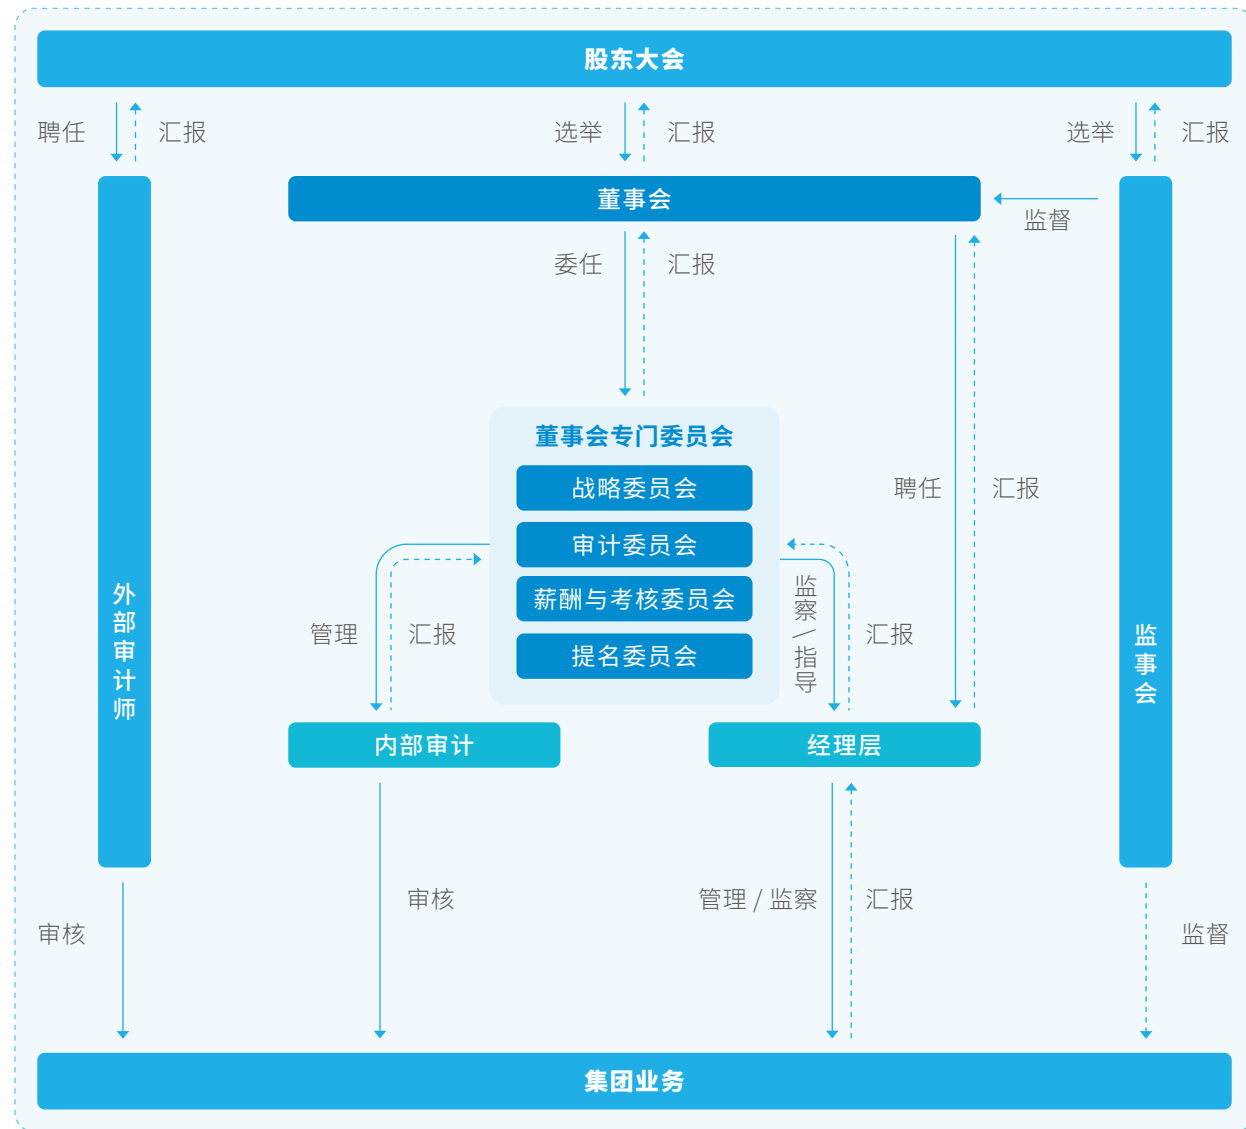 股东大会
聘任
汇报
选举
汇报
选举
汇报
董事会
监督
委任
汇报
董事会专门委员会
战略委员会
审计委员会
薪酬与考核委员会
提名委员会
聘任
汇报
管理
汇报
监察/指导
汇报
外部审计师
监事会
内部审计
经理层
审核
审核
管理 / 监察
汇报
监督
集团业务